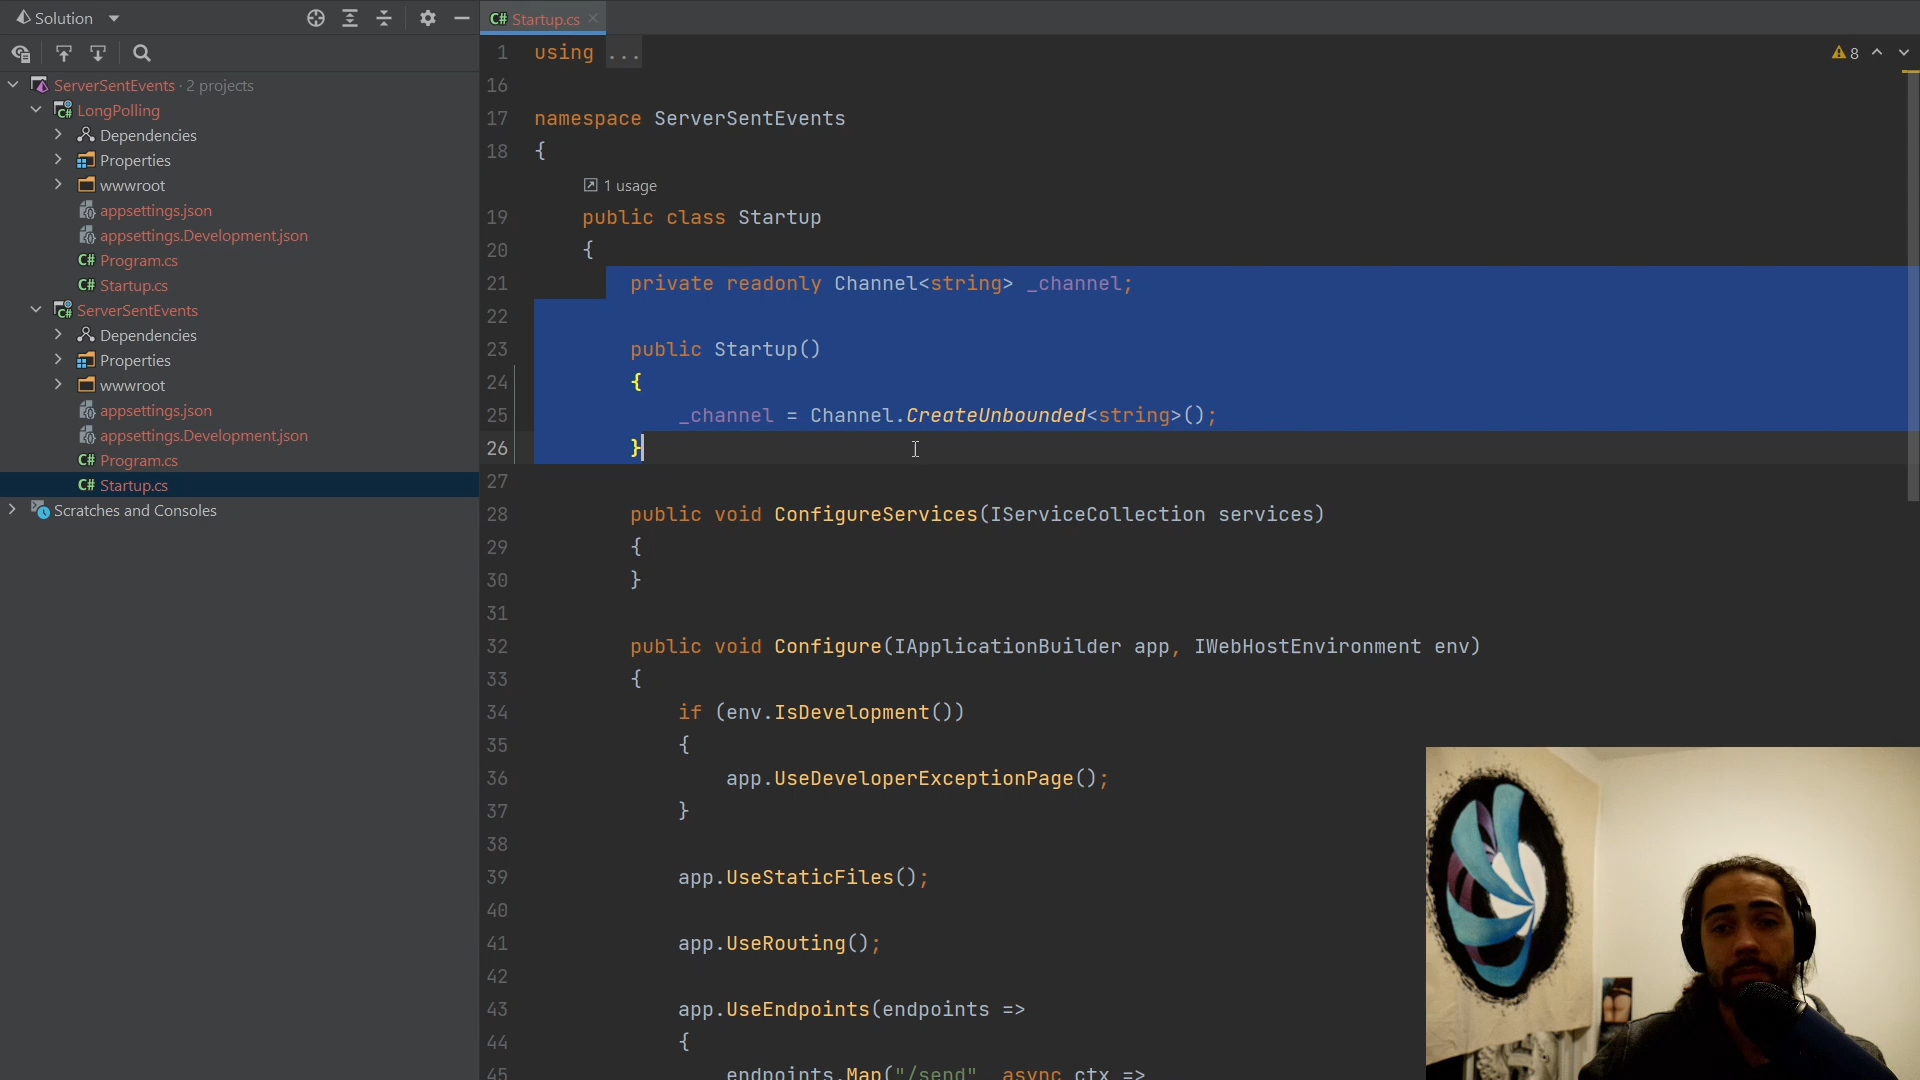 Solution
ServerSentEvents · 2 projects
LongPolling
Dependencies
Properties
wwwroot
appsettings.json
appsettings.Development.json
C# Program.cs
C# Startup.cs
ServerSentEvents
Dependencies
Properties
wwwroot
appsettings.json
appsettings.Development.json
C# Program.cs
C# Startup.cs
Scratches and Consoles
C# Startup.cs
8
1 using ...
16
17 namespace ServerSentEvents
18 {
1 usage
19 public class Startup
20 {
21 private readonly Channel<string> _channel;
22
23 public Startup()
24 {
25 _channel = Channel.CreateUnbounded<string>();
26 }
27
28 public void ConfigureServices(IServiceCollection services)
29 {
30 }
31
32 public void Configure(IApplicationBuilder app, IWebHostEnvironment env)
33 {
34 if (env.IsDevelopment())
35 {
36 app.UseDeveloperExceptionPage();
37 }
38
39 app.UseStaticFiles();
40
41 app.UseRouting();
42
43 app.UseEndpoints(endpoints =>
44 {
45 endpoints.Map("/send" async ctx =>